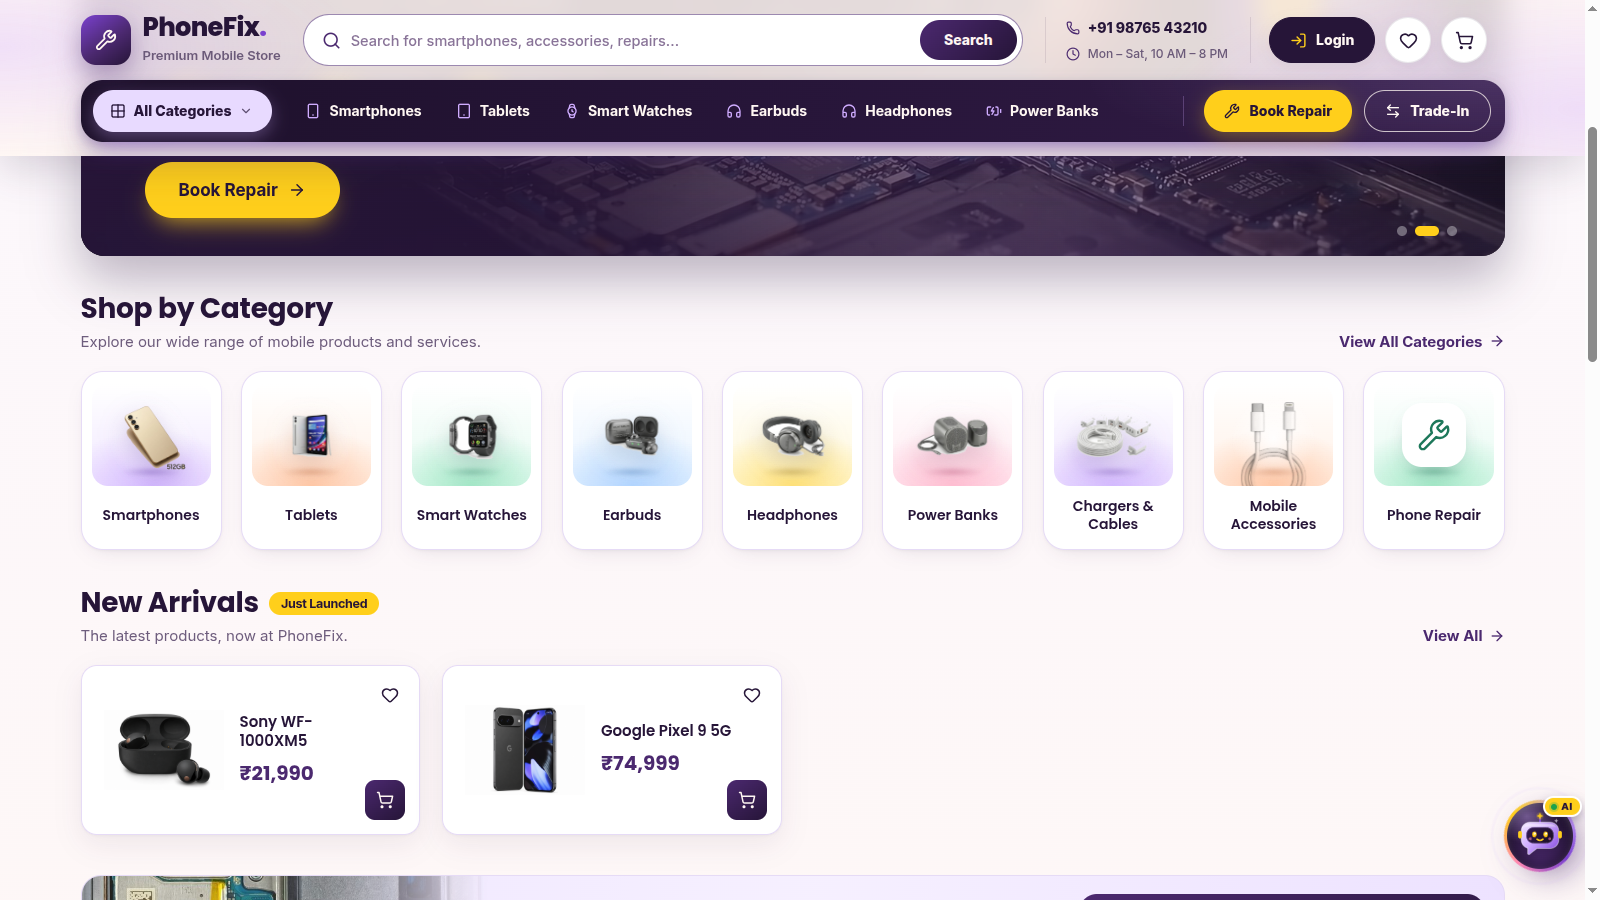 PhoneFix.
Premium Mobile Store
Search for smartphones, accessories, repairs...
Search
+91 98765 43210
Mon – Sat, 10 AM – 8 PM
Login
All Categories
Smartphones
Tablets
Smart Watches
Earbuds
Headphones
Power Banks
Book Repair
Trade-In
Book Repair
Shop by Category
Explore our wide range of mobile products and services.
View All Categories
512GB
Smartphones
Tablets
Smart Watches
Earbuds
Headphones
Power Banks
Chargers &
Cables
Mobile
Accessories
Phone Repair
New Arrivals
Just Launched
The latest products, now at PhoneFix.
View All
Sony WF-
1000XM5
₹21,990
Google Pixel 9 5G
₹74,999
AI